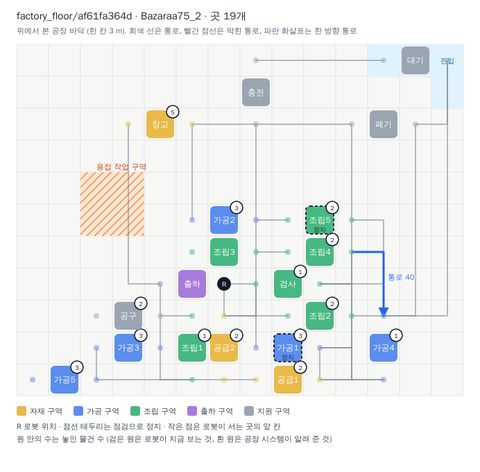 factory_floor/af61fa364d · Bazaraa75_2 · 곳 19개
위에서 본 공장 바닥 (한 칸 3 m). 회색 선은 통로, 빨간 점선은 막힌 통로, 파란 화살표는 한 방향 통로
대기
진입
충전
창고
5
폐기
용접 작업 구역
가공2
3
조립5
2
정지
조립3
조립4
2
출하
R
검사
1
통로 40
공구
2
조립2
2
가공3
3
조립1
1
공급2
2
가공1
3
정지
가공4
1
가공5
3
공급1
2
자재 구역
가공 구역
조립 구역
출하 구역
지원 구역
R 로봇 위치 · 점선 테두리는 점검으로 정지 · 작은 점은 로봇이 서는 곳의 앞 칸
원 안의 수는 놓인 물건 수 (검은 원은 로봇이 지금 보는 것, 흰 원은 공장 시스템이 알려 준 것)